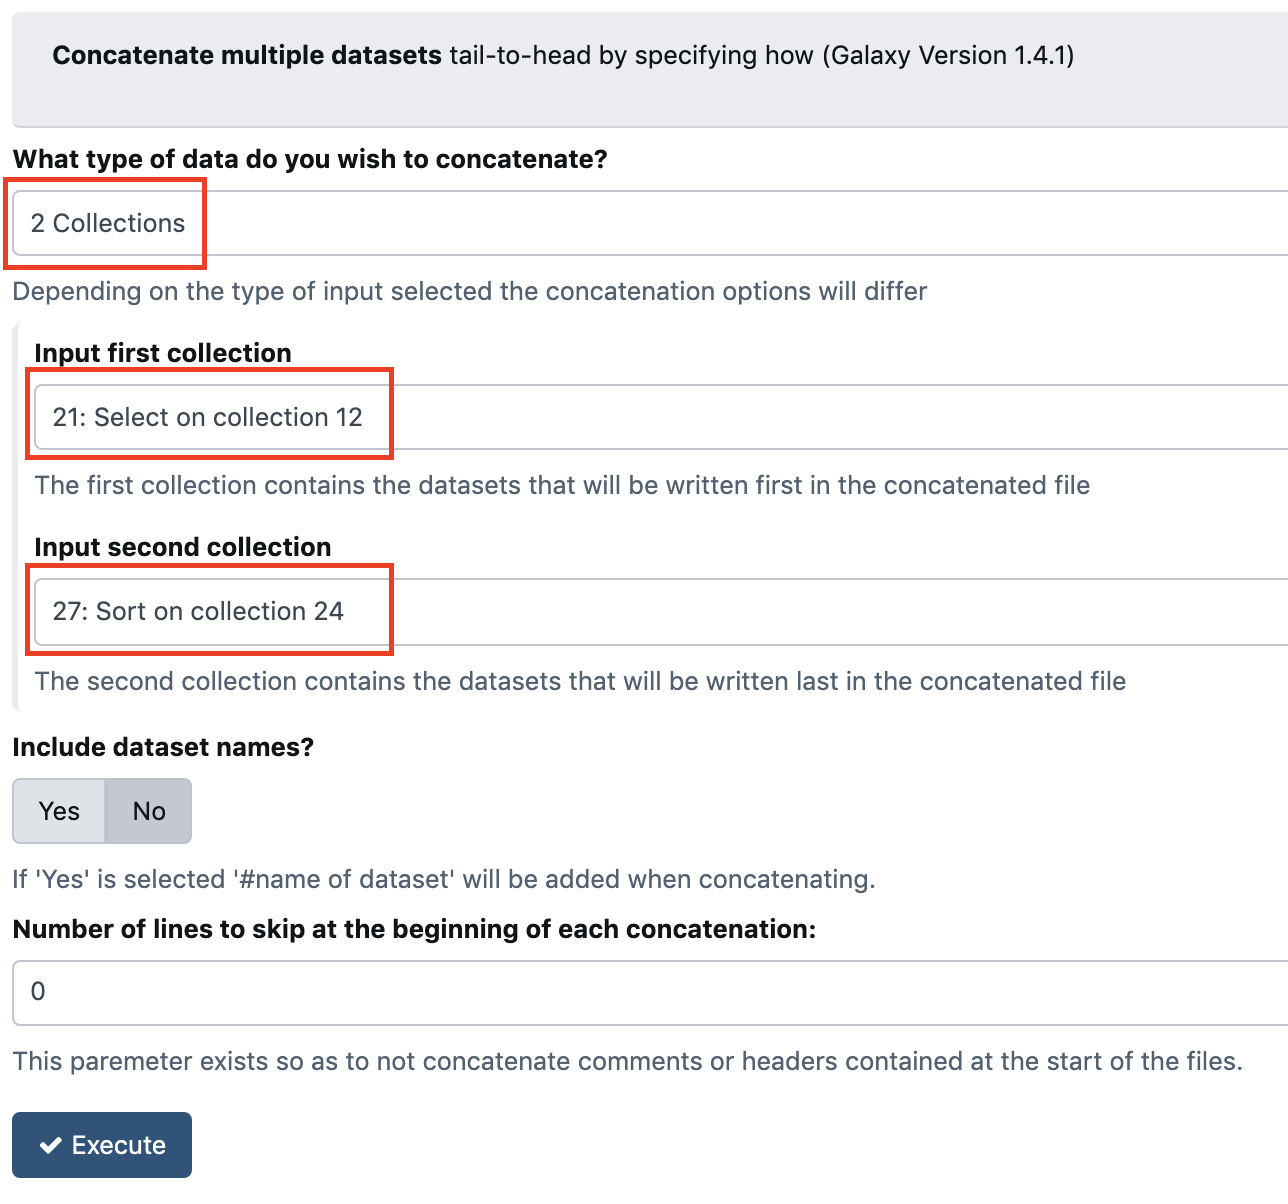 Concatenate multiple datasets tail-to-head by specifying how (Galaxy Version 1.4.1)
What type of data do you wish to concatenate?
2 Collections
Depending on the type of input selected the concatenation options will differ
Input first collection
21: Select on collection 12
The first collection contains the datasets that will be written first in the concatenated file
Input second collection
27: Sort on collection 24
The second collection contains the datasets that will be written last in the concatenated file
Include dataset names?
Yes No
If 'Yes' is selected '#name of dataset' will be added when concatenating.
Number of lines to skip at the beginning of each concatenation:
0
This paremeter exists so as to not concatenate comments or headers contained at the start of the files.
Execute